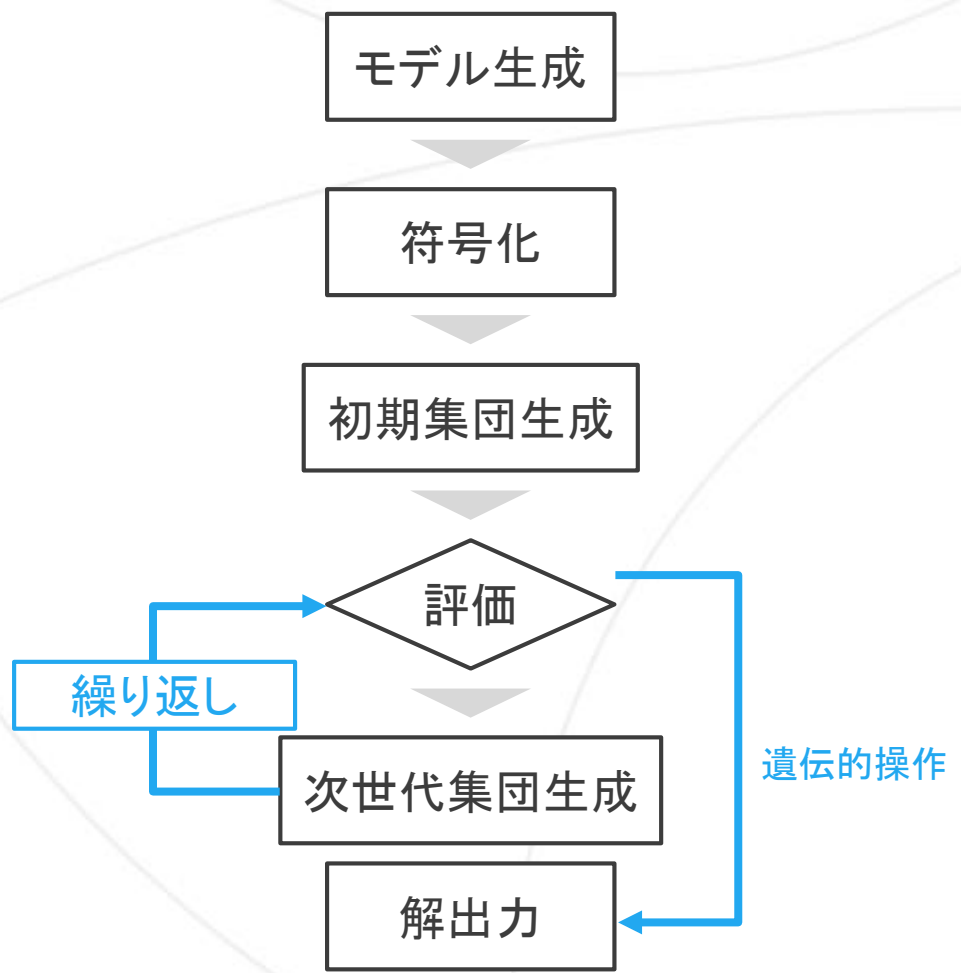 モデル生成
符号化
初期集団生成
評価
繰り返し
遺伝的操作
次世代集団生成
解出力